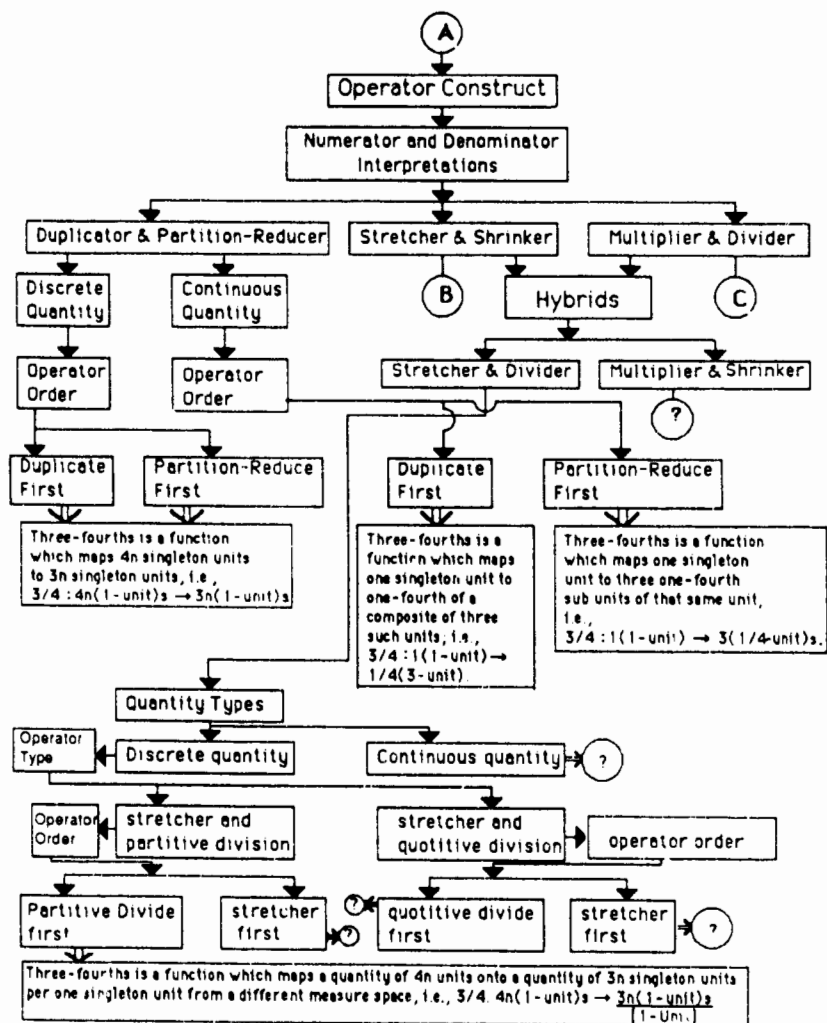 A
Operator Construct
Numerator and Denominator
Interpretations
Duplicator & Partition-Reducer
Stretcher & Shrinker
Multiplier & Divider
Discrete
Quantity
Continuous
Quantity
B
Hybrids
C
Operator
Order
Operator
Order
Stretcher & Divider
Multiplier & Shrinker
?
Duplicate
First
Partition-Reduce
First
Duplicate
First
Partition-Reduce
First
Three-fourths is a function
which maps 4n singleton units
to 3n singleton units, i.e.,
3/4 : 4n(1-unit)s → 3n(1-unit)s
Three-fourths is a
function which maps
one singleton unit to
one-fourth of a
composite of three
such units; i.e.,
3/4 : 1(1-unit) →
1/4(3-unit).
Three-fourths is a function
which maps one singleton
unit to three one-fourth
sub units of that same unit,
i.e.,
3/4 : 1(1-unit) → 3(1/4-unit)s.
Quantity Types
Operator
Type
Discrete quantity
Continuous quantity
?
Operator
Order
stretcher and
partitive division
stretcher and
quotitive division
operator order
Partitive Divide
first
stretcher
first
?
?
quotitive divide
first
stretcher
first
?
Three-fourths is a function which maps a quantity of 4n units onto a quantity of 3n singleton units
per one singleton unit from a different measure space, i.e., 3/4. 4n(1-unit)s → 3n(1-unit)s
[1-Unit]